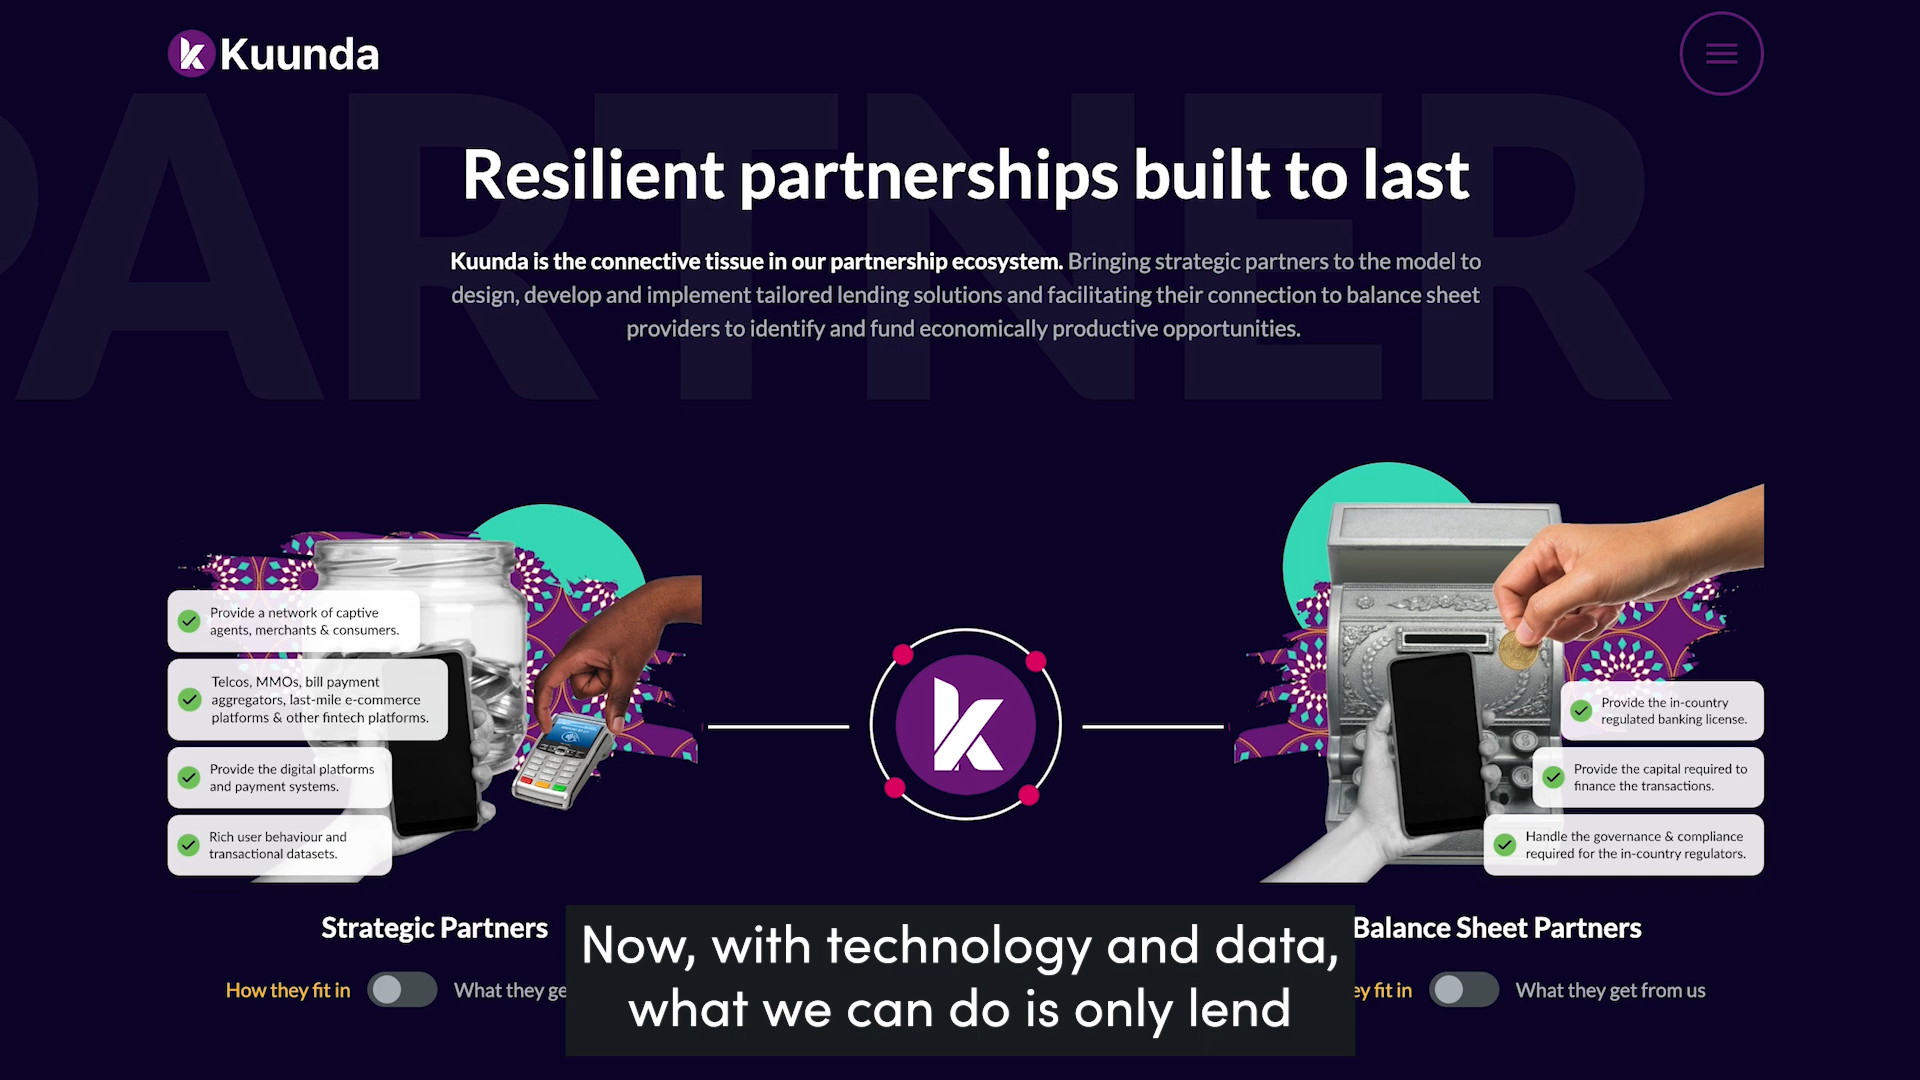 Kuunda
PARTNER
Resilient partnerships built to last
Kuunda is the connective tissue in our partnership ecosystem. Bringing strategic partners to the model to
design, develop and implement tailored lending solutions and facilitating their connection to balance sheet
providers to identify and fund economically productive opportunities.
Provide a network of captive
agents, merchants & consumers.
Telcos, MMOs, bill payment
aggregators, last-mile e-commerce
platforms & other fintech platforms.
Provide the digital platforms
and payment systems.
Rich user behaviour and
transactional datasets.
Provide the in-country
regulated banking license.
Provide the capital required to
finance the transactions.
Handle the governance & compliance
required for the in-country regulators.
Strategic Partners
How they fit in
What they ge
Balance Sheet Partners
ey fit in
What they get from us
Now, with technology and data,
what we can do is only lend